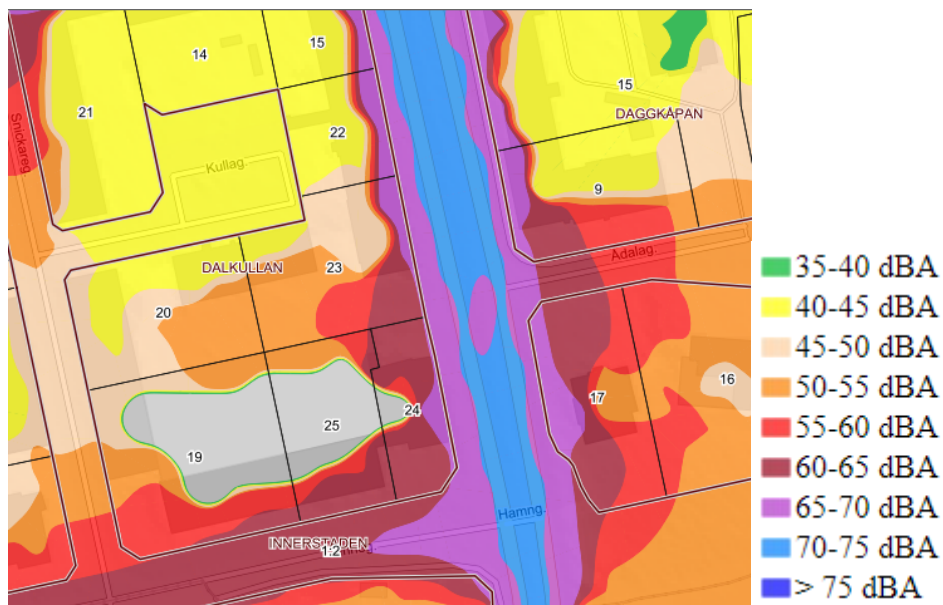 14
15
21
Snickareg.
22
Kullag.
15
DAGGKÅPAN
9
DALKULLAN
23
Ådalag.
20
35-40 dBA
40-45 dBA
45-50 dBA
50-55 dBA
55-60 dBA
60-65 dBA
65-70 dBA
70-75 dBA
> 75 dBA
16
17
24
25
19
Hamng.
INNERSTADEN
1:2